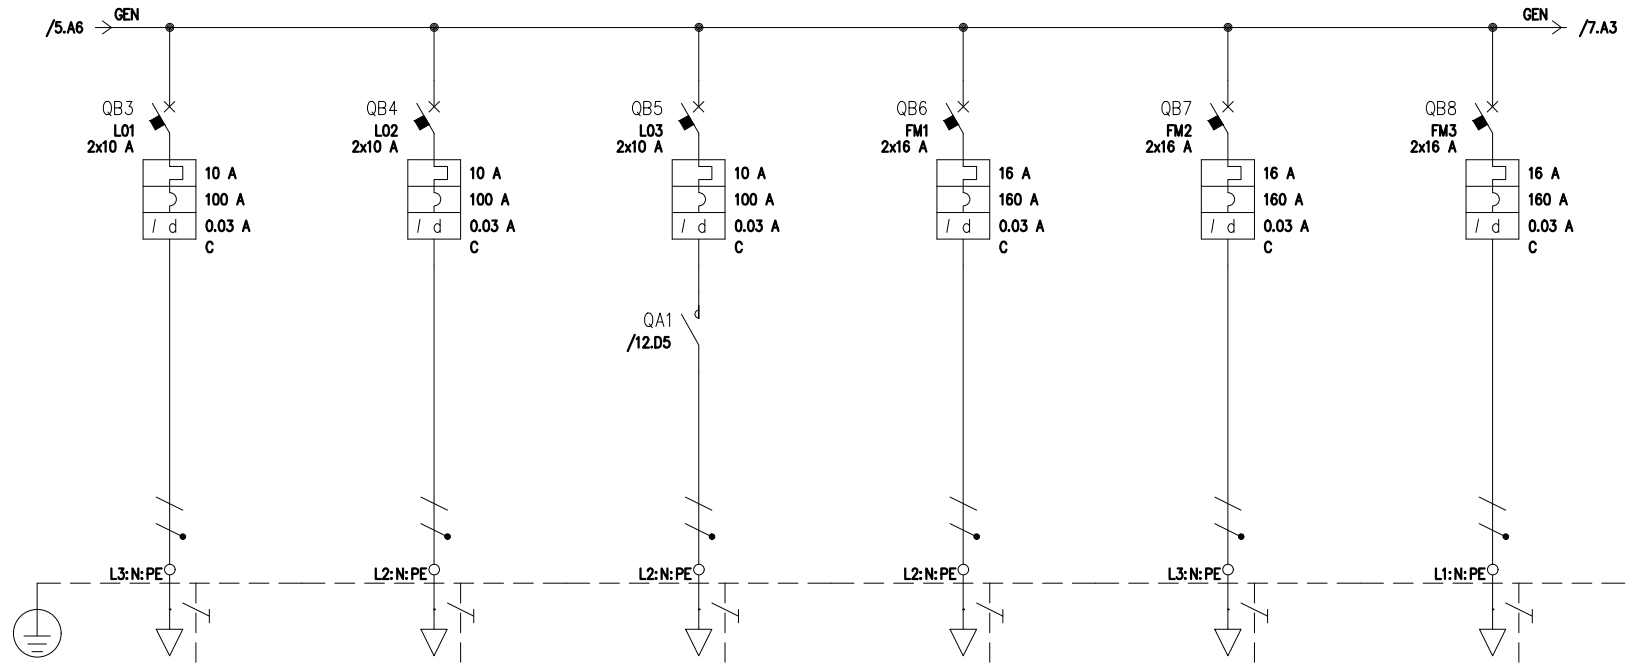 /5.A6 GEN GEN /7.A3
QB3 QB4 QB5 QB6 QB7 QB8
LO1 LO2 LO3 FM1 FM2 FM3
2x10 A 2x10 A 2x10 A 2x16 A 2x16 A 2x16 A
10 A 10 A 10 A 16 A 16 A 16 A
100 A 100 A 100 A 160 A 160 A 160 A
I d 0.03 A I d 0.03 A I d 0.03 A I d 0.03 A I d 0.03 A I d 0.03 A
C C C C C C
QA1
/12.D5
L3:N:PE L2:N:PE L2:N:PE L2:N:PE L3:N:PE L1:N:PE